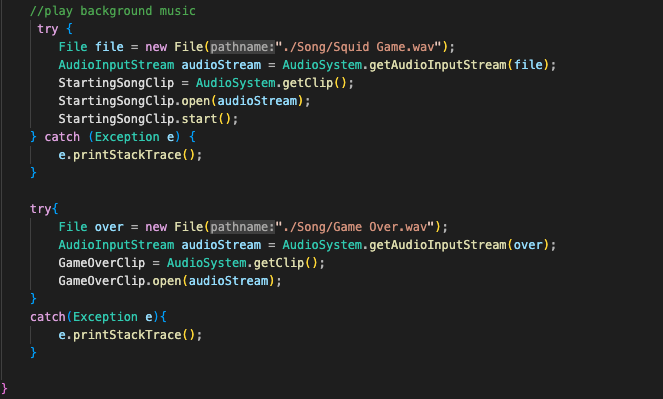 //play background music
try {
File file = new File(pathname:"./Song/Squid Game.wav");
AudioInputStream audioStream = AudioSystem.getAudioInputStream(file);
StartingSongClip = AudioSystem.getClip();
StartingSongClip.open(audioStream);
StartingSongClip.start();
} catch (Exception e) {
e.printStackTrace();
}
try{
File over = new File(pathname:"./Song/Game Over.wav");
AudioInputStream audioStream = AudioSystem.getAudioInputStream(over);
GameOverClip = AudioSystem.getClip();
GameOverClip.open(audioStream);
}
catch(Exception e){
e.printStackTrace();
}
}